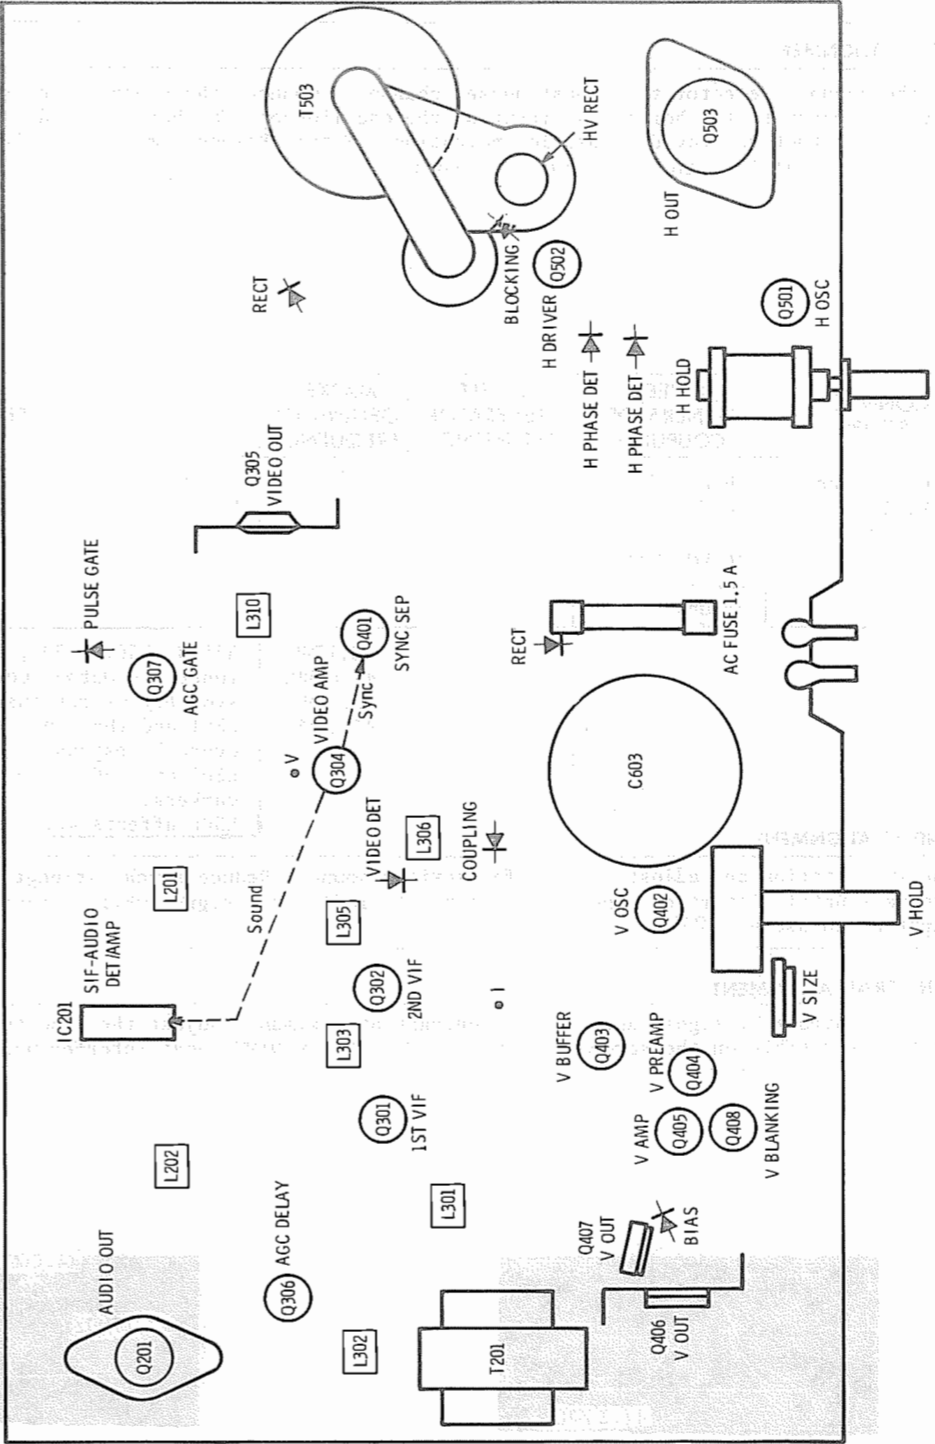 T503
HV RECT
Q503
H OUT
RECT
BLOCKING
Q502
H DRIVER
Q501
H OSC
H PHASE DET
H PHASE DET
H HOLD
Q305
VIDEO OUT
PULSE GATE
Q307
AGC GATE
L310
Q401
SYNC SEP
Sync
VIDEO AMP
Q304
V
RECT
AC FUSE 1.5 A
C603
VIDEO DET
L306
COUPLING
L201
Sound
L305
V OSC
Q402
V HOLD
SIF-AUDIO
DET/AMP
IC201
Q302
2ND VIF
L303
I
V SIZE
V BUFFER
Q403
V PREAMP
Q404
Q301
1ST VIF
V AMP
Q405
Q408
V BLANKING
L202
L301
AGC DELAY
Q306
Q407
V OUT
BIAS
AUDIO OUT
Q201
L302
T201
Q406
V OUT